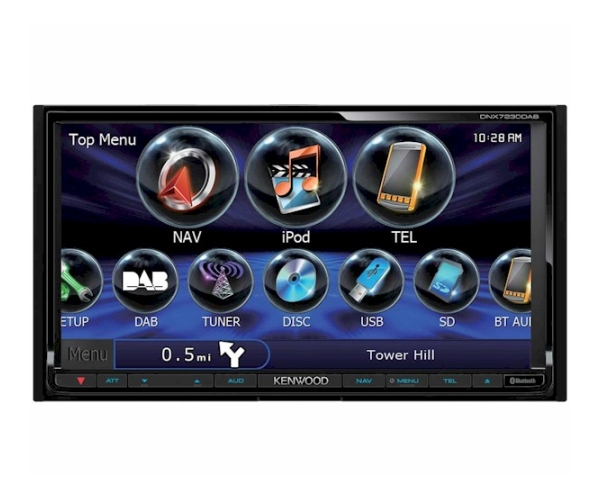 DNX7230DAB
Top Menu
10:28 AM
NAV
iPod
TEL
DAB
ETUP
DAB
TUNER
DISC
USB
SD
BT AU
Menu
0.5mi
Tower Hill
ATT
AUD
KENWOOD
NAV
MENU
TEL
Bluetooth